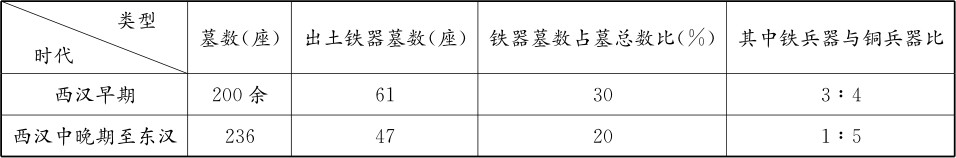 类型
时代
墓数(座) 出土铁器墓数(座) 铁器墓数占墓总数比(%) 其中铁兵器与铜兵器比
西汉早期 200余 61 30 3∶4
西汉中晚期至东汉 236 47 20 1∶5